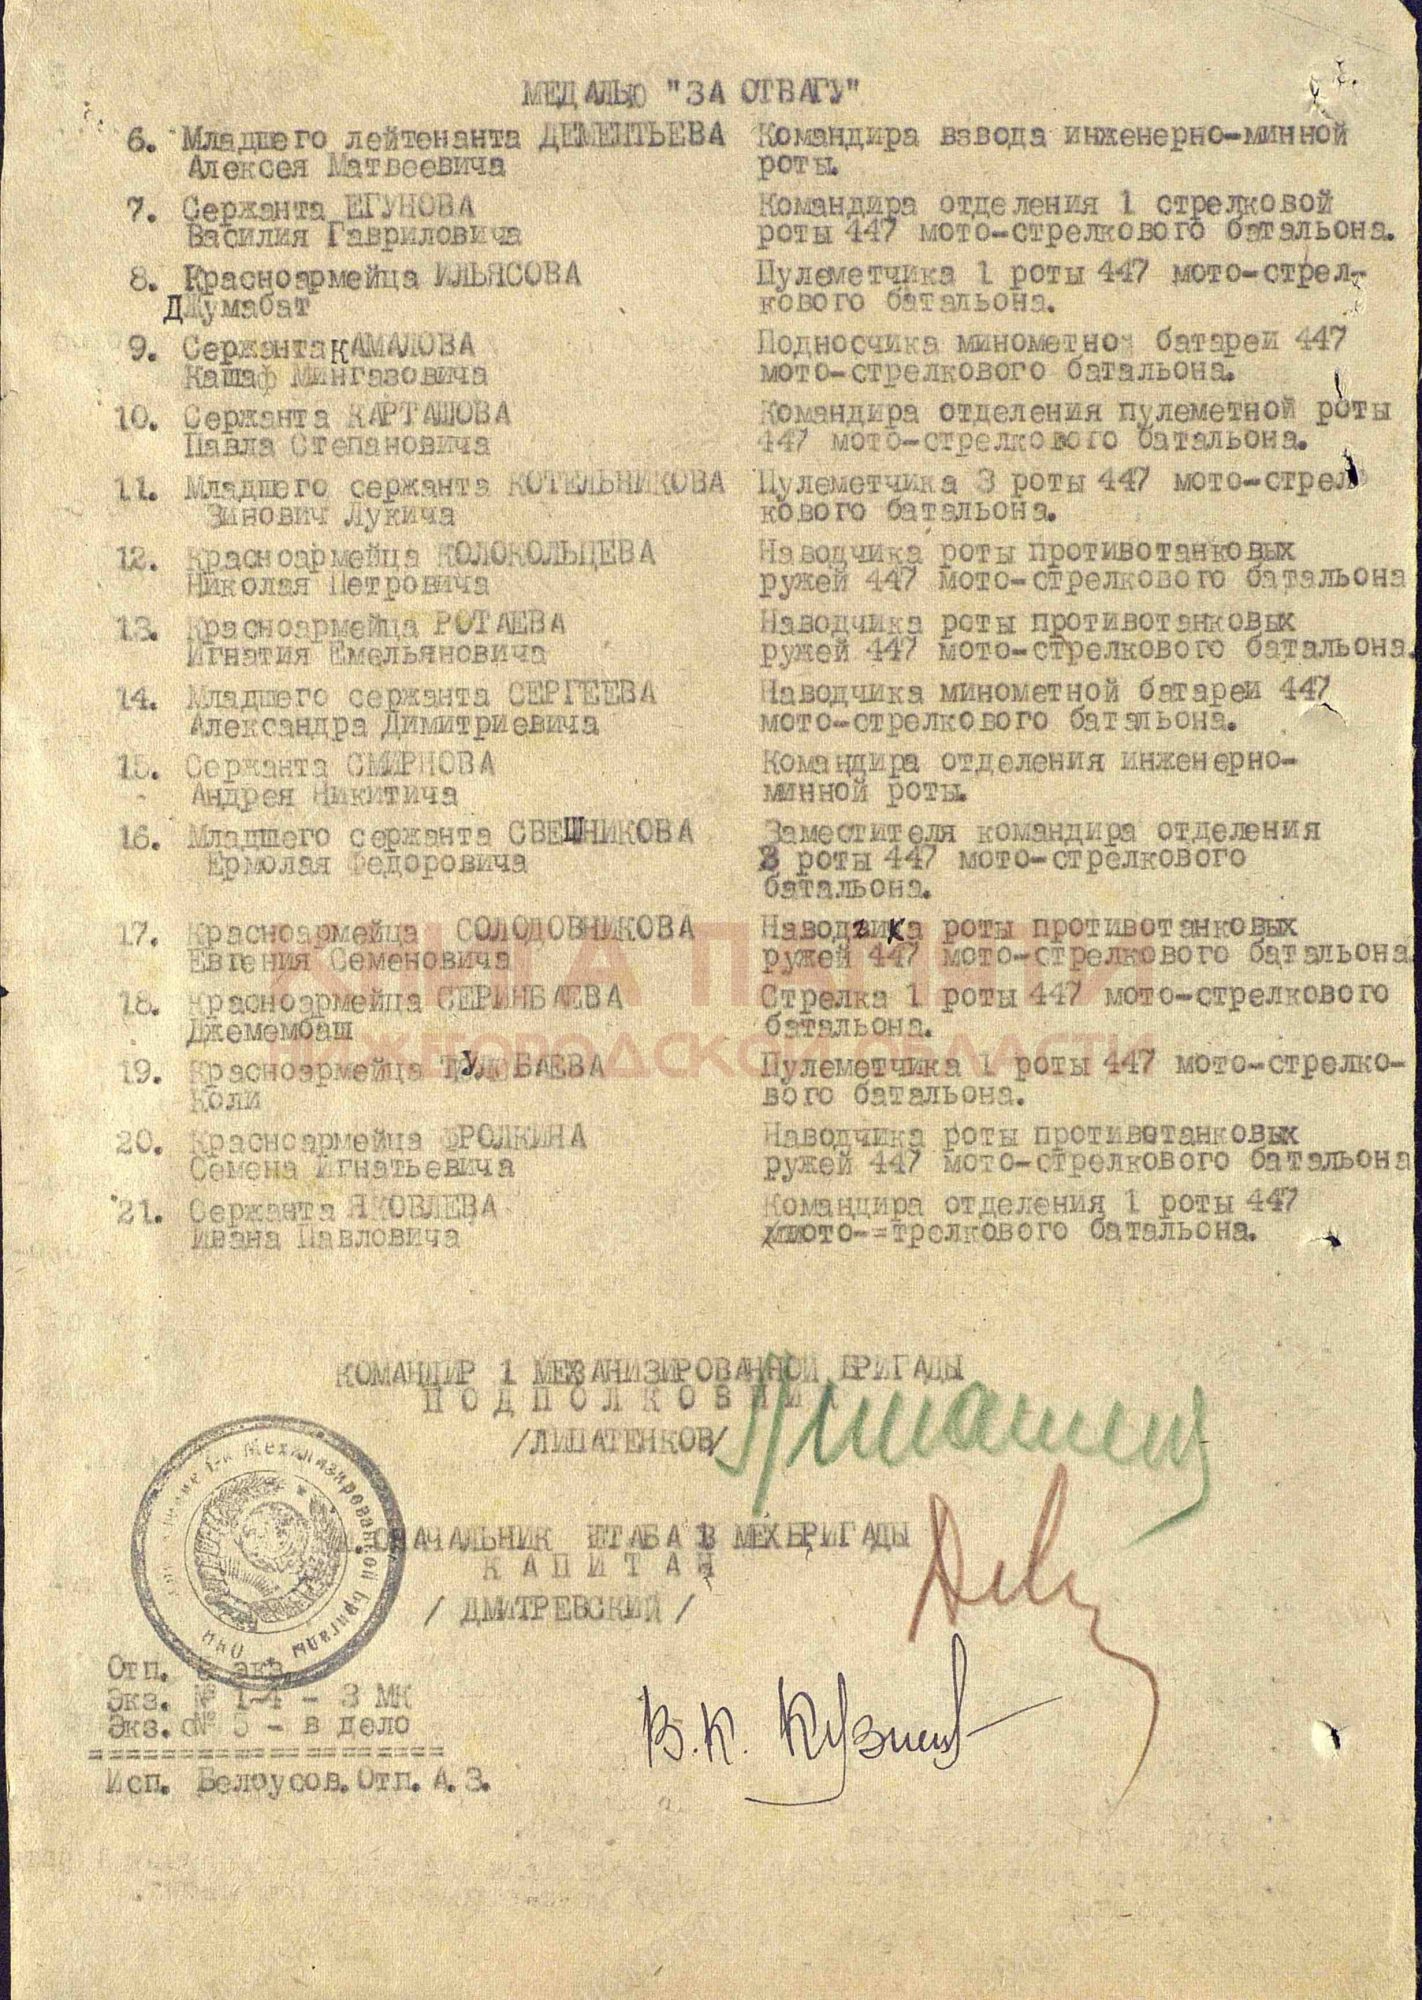 МЕДАЛЬЮ "ЗА ОТВАГУ"
6. Младшего лейтенанта ДЕМЕНТЬЕВА Командира взвода инженерно-минной
Алексея Матвеевича роты.
7. Сержанта ЕГУНОВА Командира отделения 1 стрелковой
Василия Гавриловича роты 447 мото-стрелкового батальона.
8. Красноармейца ИЛЬЯСОВА Пулеметчика 1 роты 447 мото-стрел-
Джумабат кового батальона.
9. Сержанта КАМАЛОВА Подносчика минометной батареи 447
Кашаф Мингазовича мото-стрелкового батальона.
10. Сержанта КАРТАШОВА Командира отделения пулеметной роты
Павла Степановича 447 мото-стрелкового батальона.
11. Младшего сержанта КОТЕЛЬНИКОВА Пулеметчика 3 роты 447 мото-стрел
Зинович Лукича кового батальона.
12. Красноармейца КОЛОКОЛЬЦЕВА Наводчика роты противотанковых
Николая Петровича ружей 447 мото-стрелкового батальона
13. Красноармейца РОТАЕВА Наводчика роты противотанковых
Игнатия Емельяновича ружей 447 мото-стрелкового батальона.
14. Младшего сержанта СЕРГЕЕВА Наводчика минометной батареи 447
Александра Димитриевича мото-стрелкового батальона.
15. Сержанта СМИРНОВА Командира отделения инженерно-
Андрея Никитича минной роты.
16. Младшего сержанта СВЕШНИКОВА Заместителя командира отделения
Ермолая Федоровича 3 роты 447 мото-стрелкового
батальона.
17. Красноармейца СОЛОДОВНИКОВА Наводчика роты противотанковых
Евгения Семеновича ружей 447 мото-стрелкового батальона
18. Красноармейца СЕРИНБАЕВА Стрелка 1 роты 447 мото-стрелкового
Джемембаш батальона.
19. Красноармейца ТУЛЮБАЕВА Пулеметчика 1 роты 447 мото-стрелко-
Коли вого батальона.
20. Красноармейца ФРОЛКИНА Наводчика роты противотанковых
Семена Игнатьевича ружей 447 мото-стрелкового батальона
21. Сержанта ЯКОВЛЕВА Командира отделения 1 роты 447
Ивана Павловича мото-=трелкового батальона.
КОМАНДИР 1 МЕХАНИЗИРОВАННОЙ БРИГАДЫ
ПОДПОЛКОВНИК
/ЛИПАТЕНКОВ/
НАЧАЛЬНИК ШТАБА 1 МЕХБРИГАДЫ
КАПИТАН
/ ДМИТРЕВСКИЙ /
1-й Механизированной бригады
Отп. 5 экз.
Экз. № 1-4 - 3 МК
Экз. № 5 - в дело
====================
Исп. Белоусов. Отп. А.З.
В.К. Кузнецов
НИЖЕГОРОДСКОЙ ОБЛАСТИ